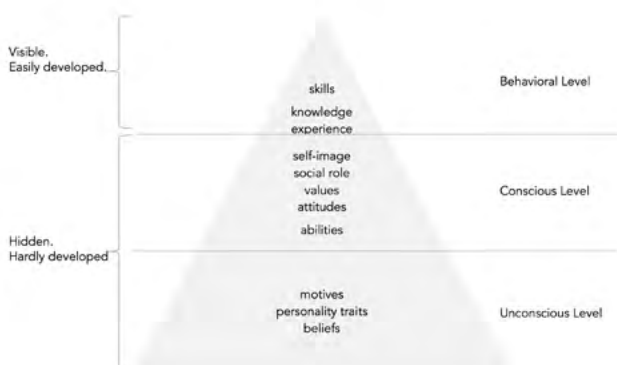 Visible.
Easily developed.
skills
knowledge
experience
Behavioral Level
self-image
social role
values
attitudes
abilities
Conscious Level
Hidden.
Hardly developed
motives
personality traits
beliefs
Unconscious Level